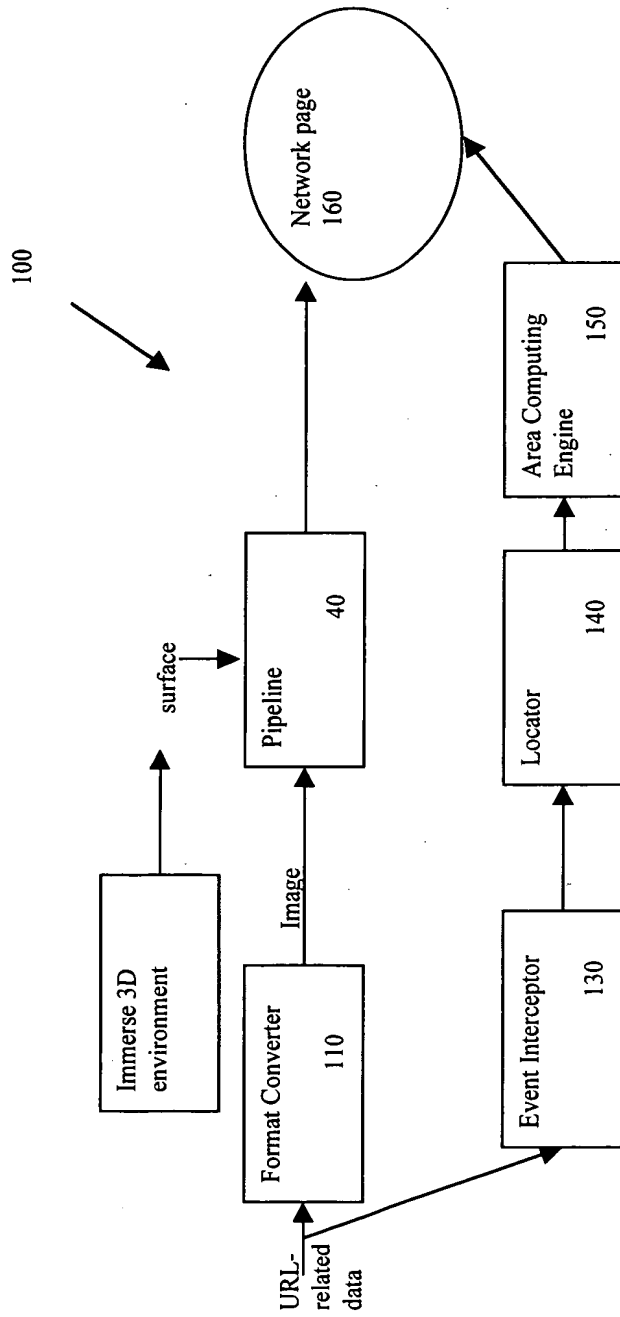 100
Immerse 3D
environment
surface
URL-
related
data
Format Converter
110
Image
Pipeline
40
Network page
160
Event Interceptor
130
Locator
140
Area Computing
Engine
150